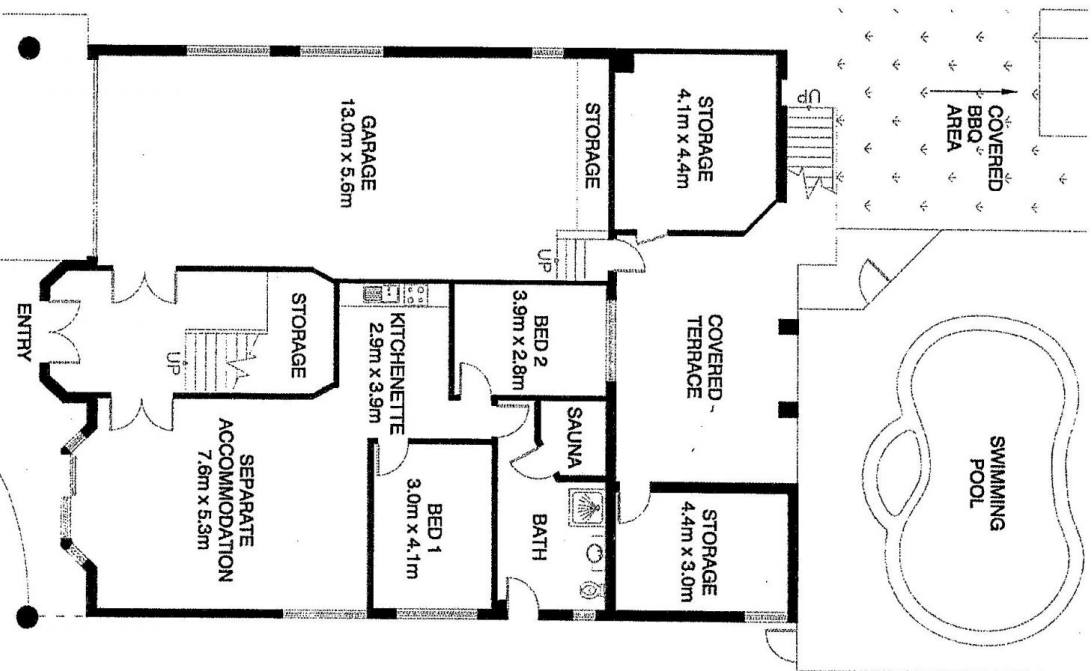 COVERED
BBQ
AREA
UP
STORAGE
4.1m x 4.4m
STORAGE
GARAGE
13.0m x 5.6m
UP
SWIMMING
POOL
COVERED -
TERRACE
BED 2
3.9m x 2.8m
KITCHENETTE
2.9m x 3.9m
STORAGE
UP
ENTRY
SAUNA
STORAGE
4.4m x 3.0m
BATH
BED 1
3.0m x 4.1m
SEPARATE
ACCOMMODATION
7.6m x 5.3m